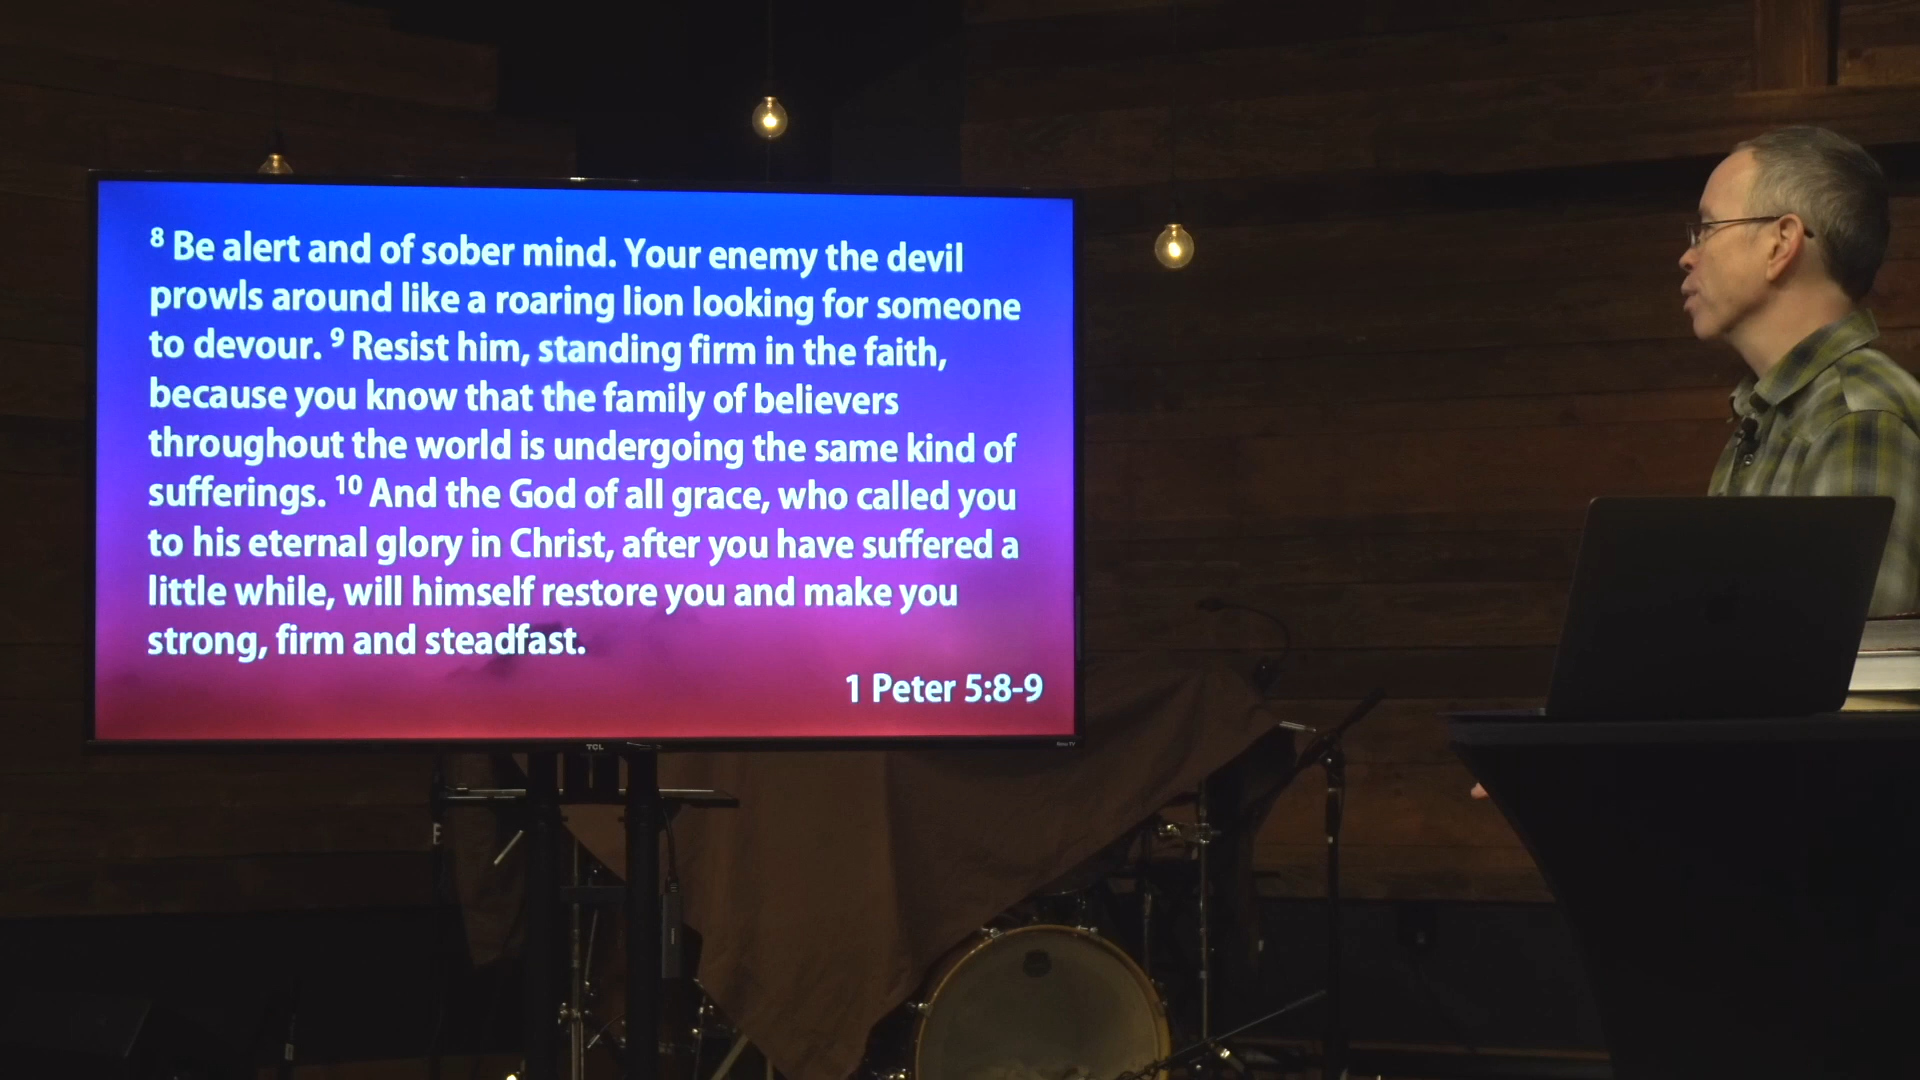 ⁸ Be alert and of sober mind. Your enemy the devil
prowls around like a roaring lion looking for someone
to devour. ⁹ Resist him, standing firm in the faith,
because you know that the family of believers
throughout the world is undergoing the same kind of
sufferings. ¹⁰ And the God of all grace, who called you
to his eternal glory in Christ, after you have suffered a
little while, will himself restore you and make you
strong, firm and steadfast.
1 Peter 5:8-9
TCL
Roku TV
E